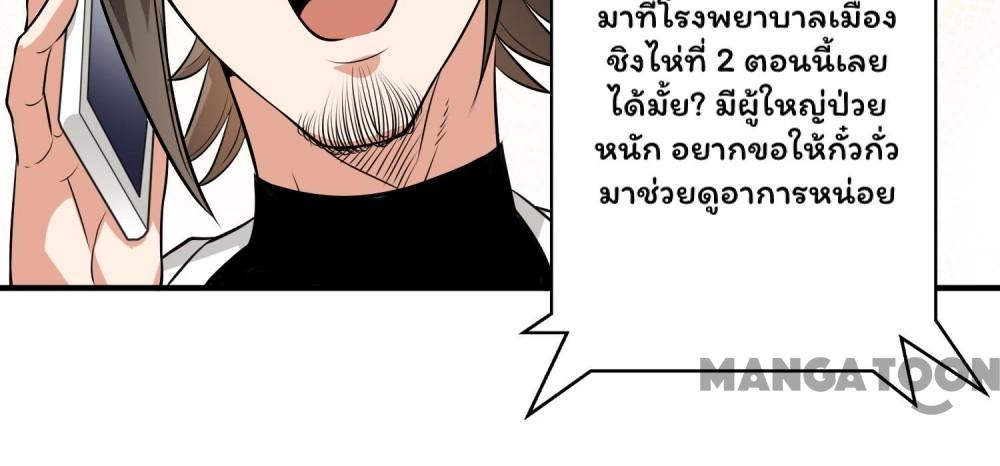 มาที่โรงพยาบาลเมือง
ชิงไห่ที่ 2 ตอนนี้เลย
ได้มั้ย? มีผู้ใหญ่ป่วย
หนัก อยากขอให้กั๋วกั่ว
มาช่วยดูอาการหน่อย
MANGA TOON